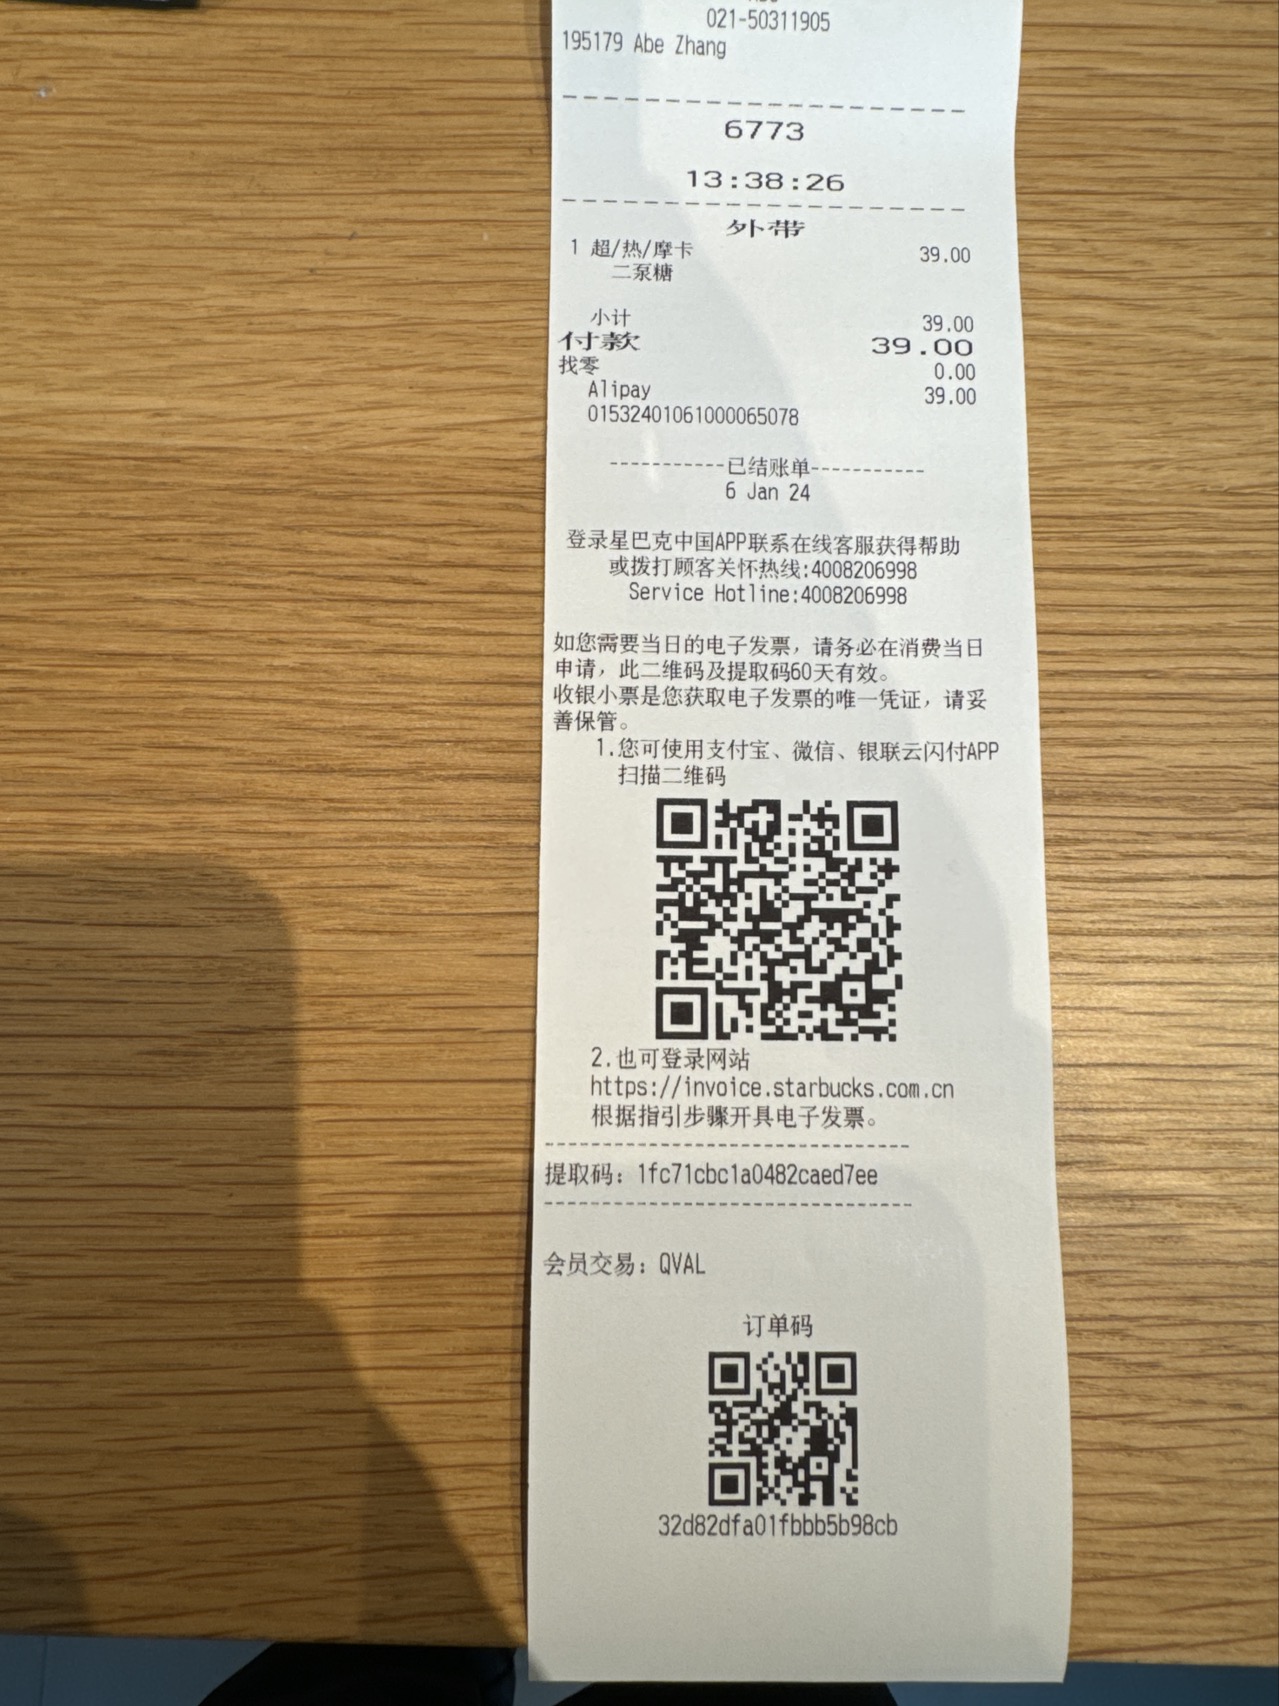 021-50311905
195179 Abe Zhang
6773
13:38:26
外带
1 超/热/摩卡 39.00
二泵糖
小计 39.00
付款 39.00
找零 0.00
Alipay 39.00
01532401061000065078
-----------已结账单-----------
6 Jan 24
登录星巴克中国APP联系在线客服获得帮助
或拨打顾客关怀热线:4008206998
Service Hotline:4008206998
如您需要当日的电子发票，请务必在消费当日
申请，此二维码及提取码60天有效。
收银小票是您获取电子发票的唯一凭证，请妥
善保管。
1.您可使用支付宝、微信、银联云闪付APP
扫描二维码
2.也可登录网站
https://invoice.starbucks.com.cn
根据指引步骤开具电子发票。
提取码：1fc71cbc1a0482caed7ee
会员交易：QVAL
订单码
32d82dfa01fbbb5b98cb